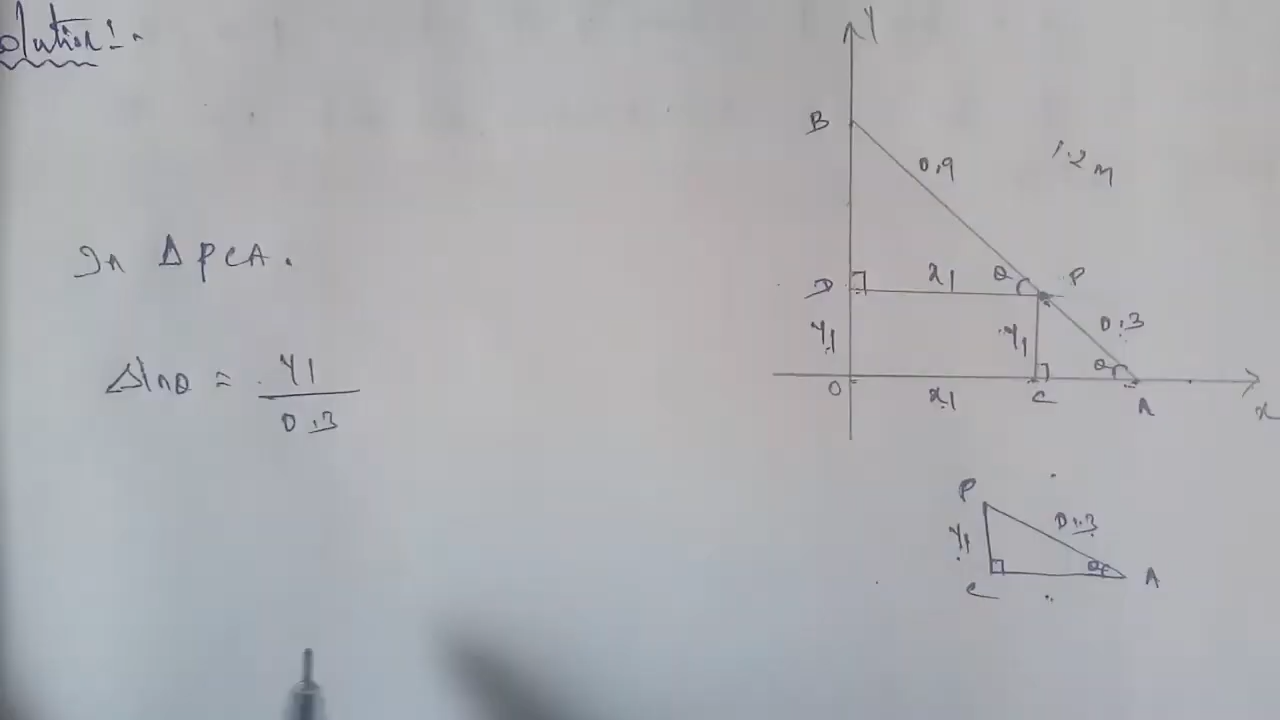 olution:-
In Δ PCA.
Sinθ = y1
0.3
Y
B
0.9
1.2 m
D
x1
θ
P
y1
y1
0.3
θ
O
x1
C
A
x
P
y1
0.3
θ
C
A